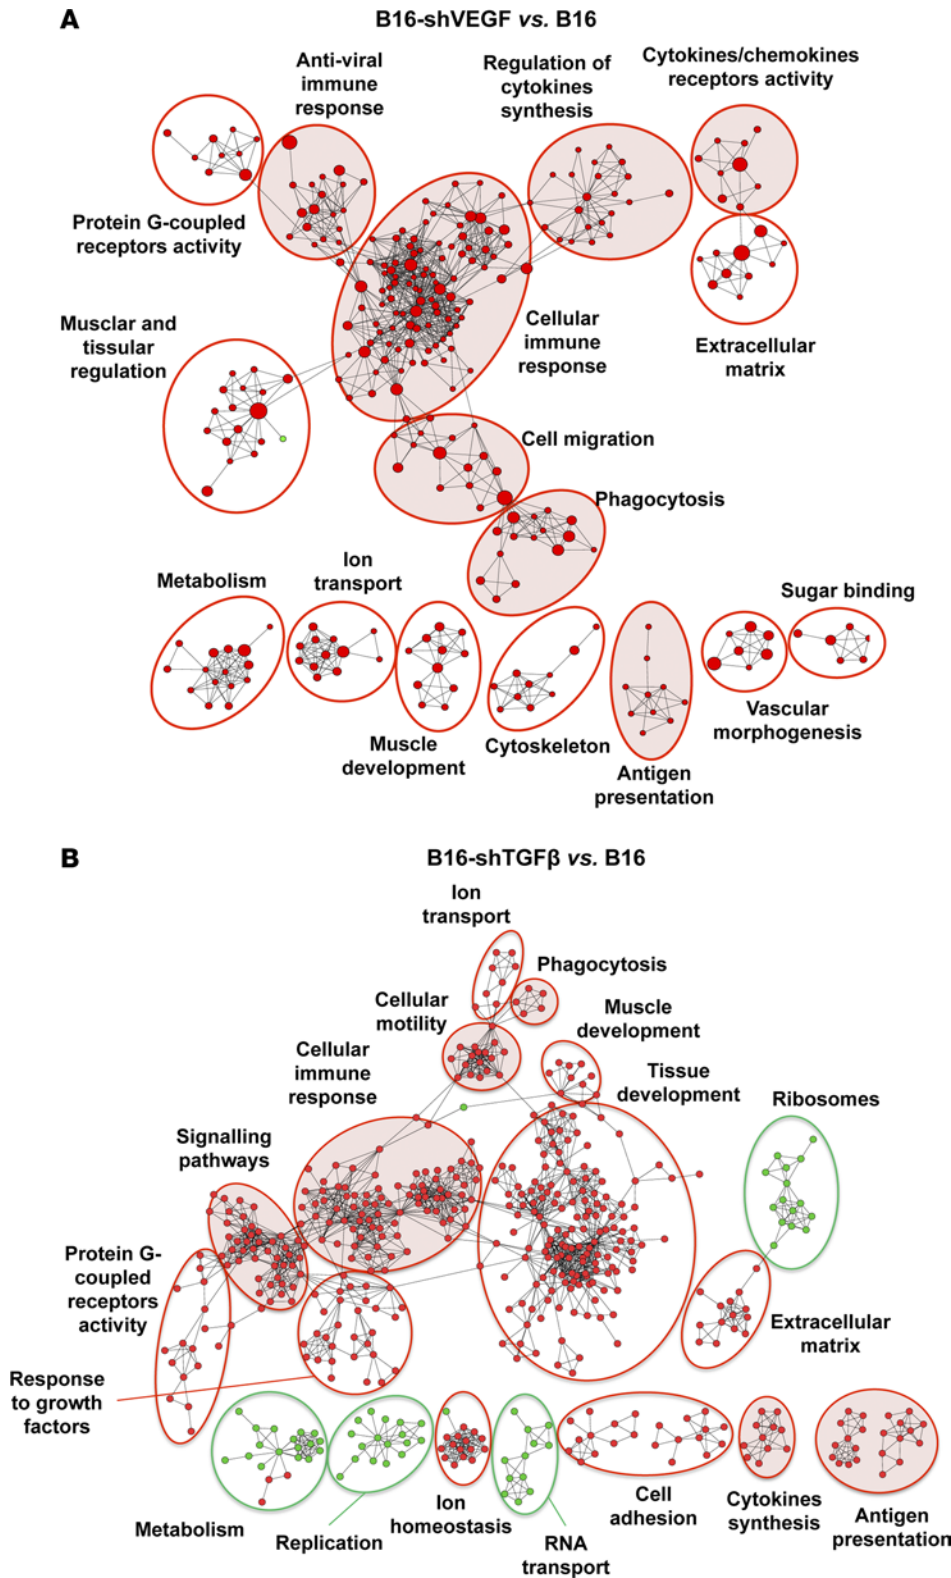 A
B16-shVEGF vs. B16
Anti-viral
immune
response
Regulation of
cytokines
synthesis
Cytokines/chemokines
receptors activity
Protein G-coupled
receptors activity
Musclar and
tissular
regulation
Cellular
immune
response
Extracellular
matrix
Cell migration
Phagocytosis
Metabolism
Ion
transport
Sugar binding
Muscle
development
Cytoskeleton
Antigen
presentation
Vascular
morphogenesis
B
B16-shTGFβ vs. B16
Ion
transport
Phagocytosis
Cellular
motility
Muscle
development
Cellular
immune
response
Tissue
development
Ribosomes
Signalling
pathways
Protein G-
coupled
receptors
activity
Extracellular
matrix
Response
to growth
factors
Metabolism
Replication
Ion
homeostasis
RNA
transport
Cell
adhesion
Cytokines
synthesis
Antigen
presentation